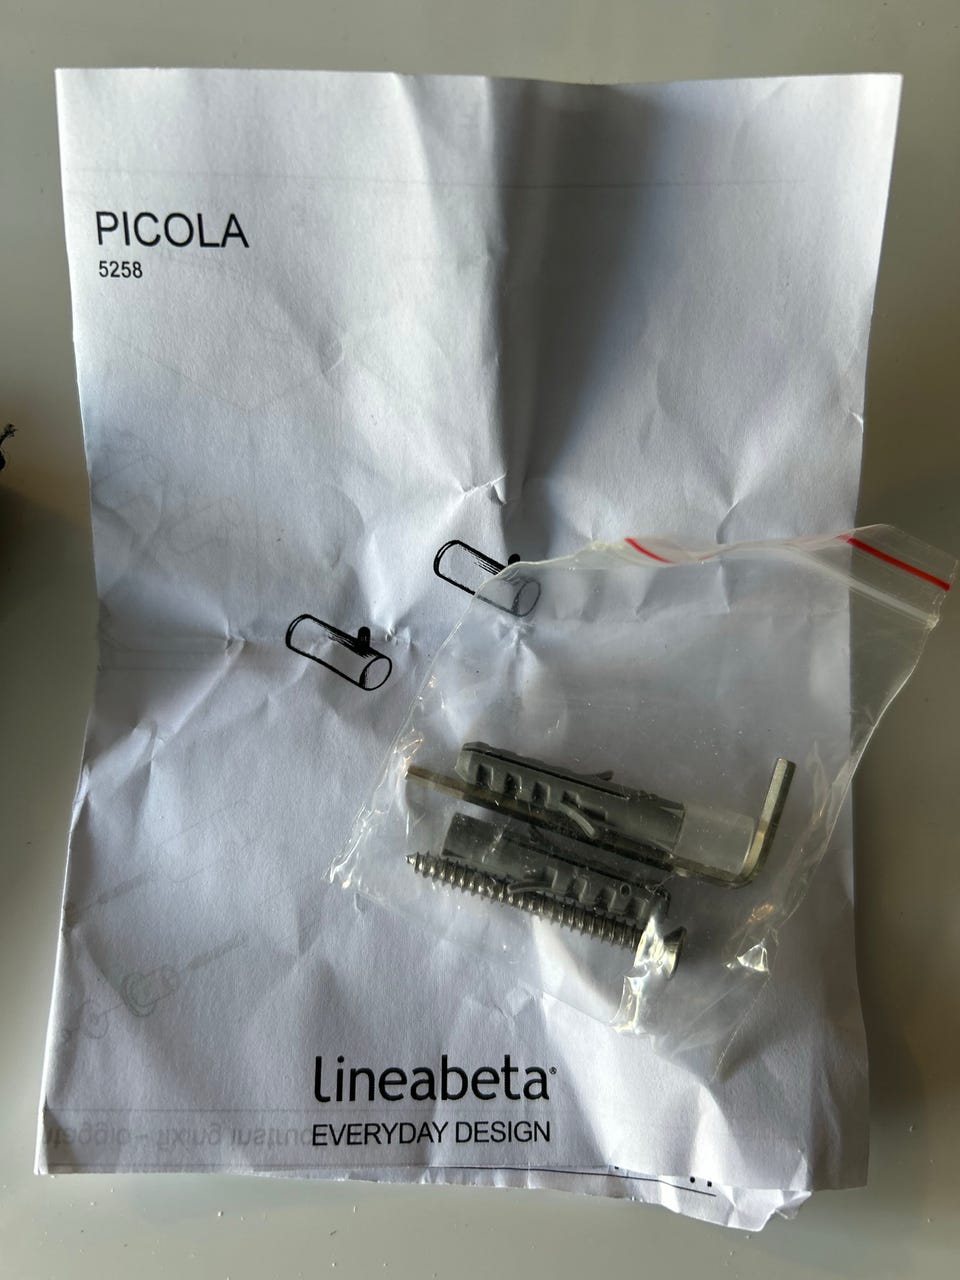 PICOLA
5258
lineabeta®
EVERYDAY DESIGN